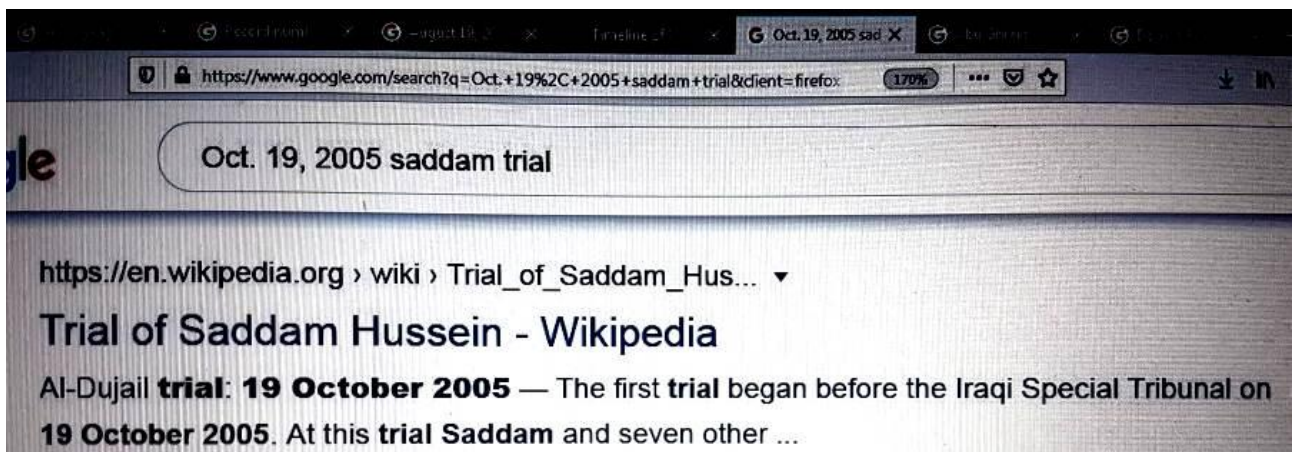 G Oct. 19, 2005 sad X
https://www.google.com/search?q=Oct.+19%2C+2005+saddam+trial&client=firefox 170%
gle Oct. 19, 2005 saddam trial
https://en.wikipedia.org › wiki › Trial_of_Saddam_Hus...
Trial of Saddam Hussein - Wikipedia
Al-Dujail trial: 19 October 2005 — The first trial began before the Iraqi Special Tribunal on
19 October 2005. At this trial Saddam and seven other ...